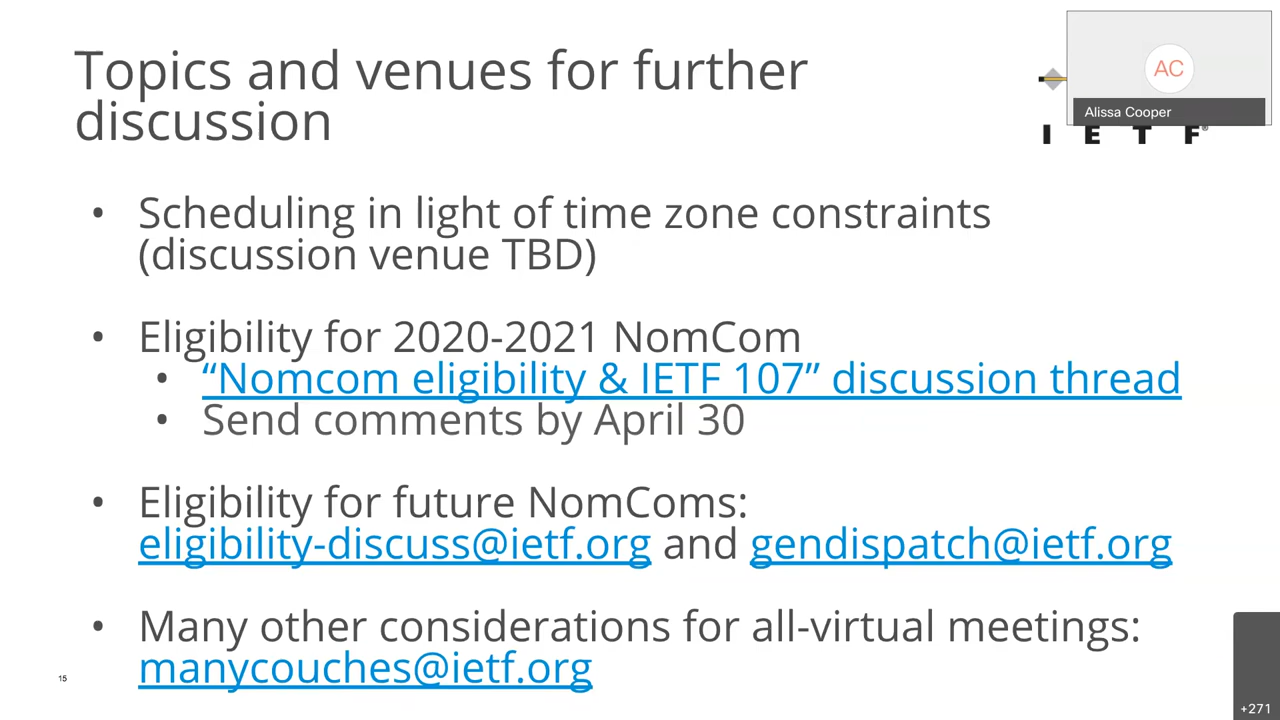 Topics and venues for further
discussion
AC
Alissa Cooper
I E T F®
• Scheduling in light of time zone constraints
(discussion venue TBD)
• Eligibility for 2020-2021 NomCom
• “Nomcom eligibility & IETF 107” discussion thread
• Send comments by April 30
• Eligibility for future NomComs:
eligibility-discuss@ietf.org and gendispatch@ietf.org
• Many other considerations for all-virtual meetings:
manycouches@ietf.org
15
+271